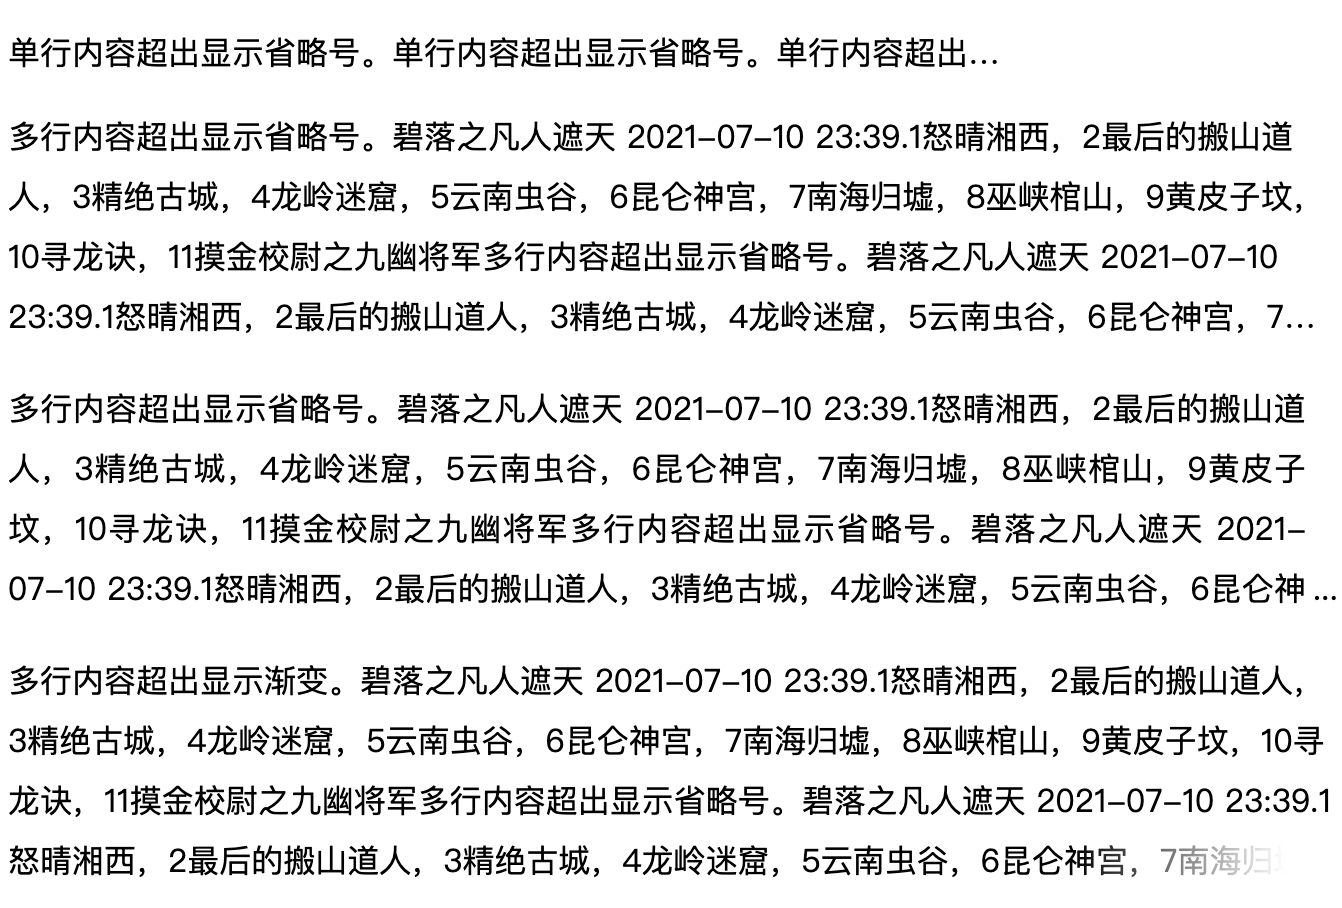 单行内容超出显示省略号。单行内容超出显示省略号。单行内容超出...
多行内容超出显示省略号。碧落之凡人遮天 2021-07-10 23:39.1怒晴湘西，2最后的搬山道
人，3精绝古城，4龙岭迷窟，5云南虫谷，6昆仑神宫，7南海归墟，8巫峡棺山，9黄皮子坟，
10寻龙诀，11摸金校尉之九幽将军多行内容超出显示省略号。碧落之凡人遮天 2021-07-10
23:39.1怒晴湘西，2最后的搬山道人，3精绝古城，4龙岭迷窟，5云南虫谷，6昆仑神宫，7...
多行内容超出显示省略号。碧落之凡人遮天 2021-07-10 23:39.1怒晴湘西，2最后的搬山道
人，3精绝古城，4龙岭迷窟，5云南虫谷，6昆仑神宫，7南海归墟，8巫峡棺山，9黄皮子
坟，10寻龙诀，11摸金校尉之九幽将军多行内容超出显示省略号。碧落之凡人遮天 2021-
07-10 23:39.1怒晴湘西，2最后的搬山道人，3精绝古城，4龙岭迷窟，5云南虫谷，6昆仑神 ...
多行内容超出显示渐变。碧落之凡人遮天 2021-07-10 23:39.1怒晴湘西，2最后的搬山道人，
3精绝古城，4龙岭迷窟，5云南虫谷，6昆仑神宫，7南海归墟，8巫峡棺山，9黄皮子坟，10寻
龙诀，11摸金校尉之九幽将军多行内容超出显示省略号。碧落之凡人遮天 2021-07-10 23:39.1
怒晴湘西，2最后的搬山道人，3精绝古城，4龙岭迷窟，5云南虫谷，6昆仑神宫，7南海归